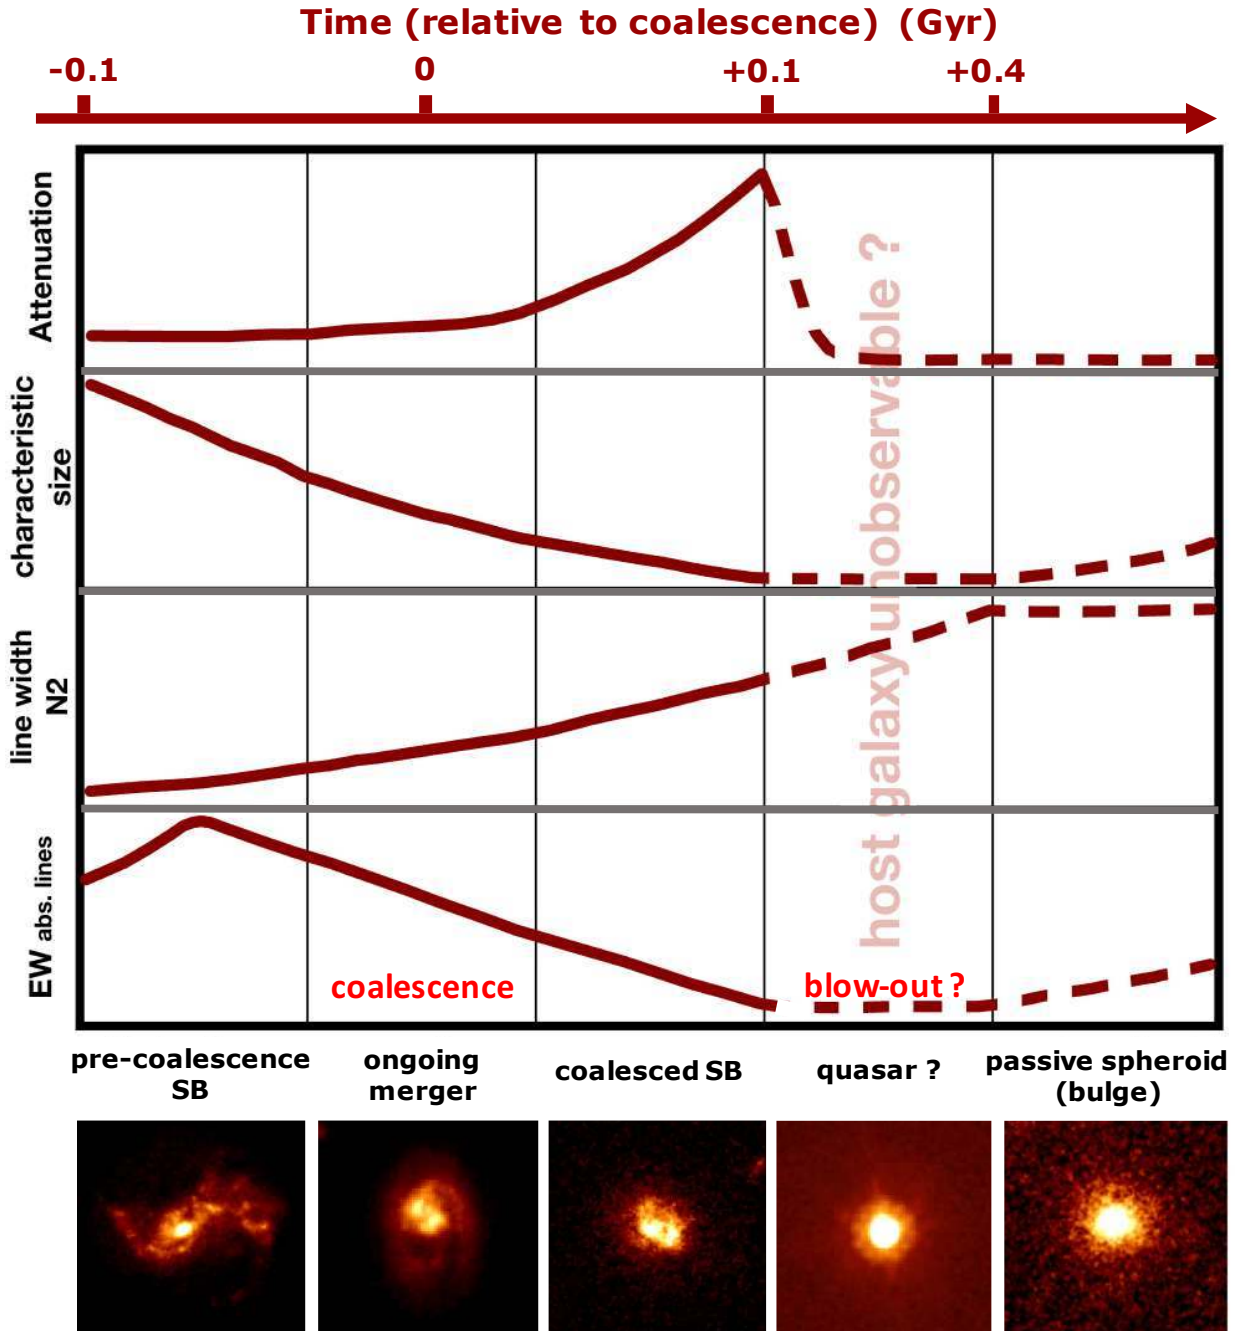 Time (relative to coalescence) (Gyr)
-0.1 0 +0.1 +0.4
Attenuation
characteristic
size
line width
N2
EW abs. lines
host galaxy unobservable ?
coalescence
blow-out ?
pre-coalescence
SB
ongoing
merger
coalesced SB
quasar ?
passive spheroid
(bulge)